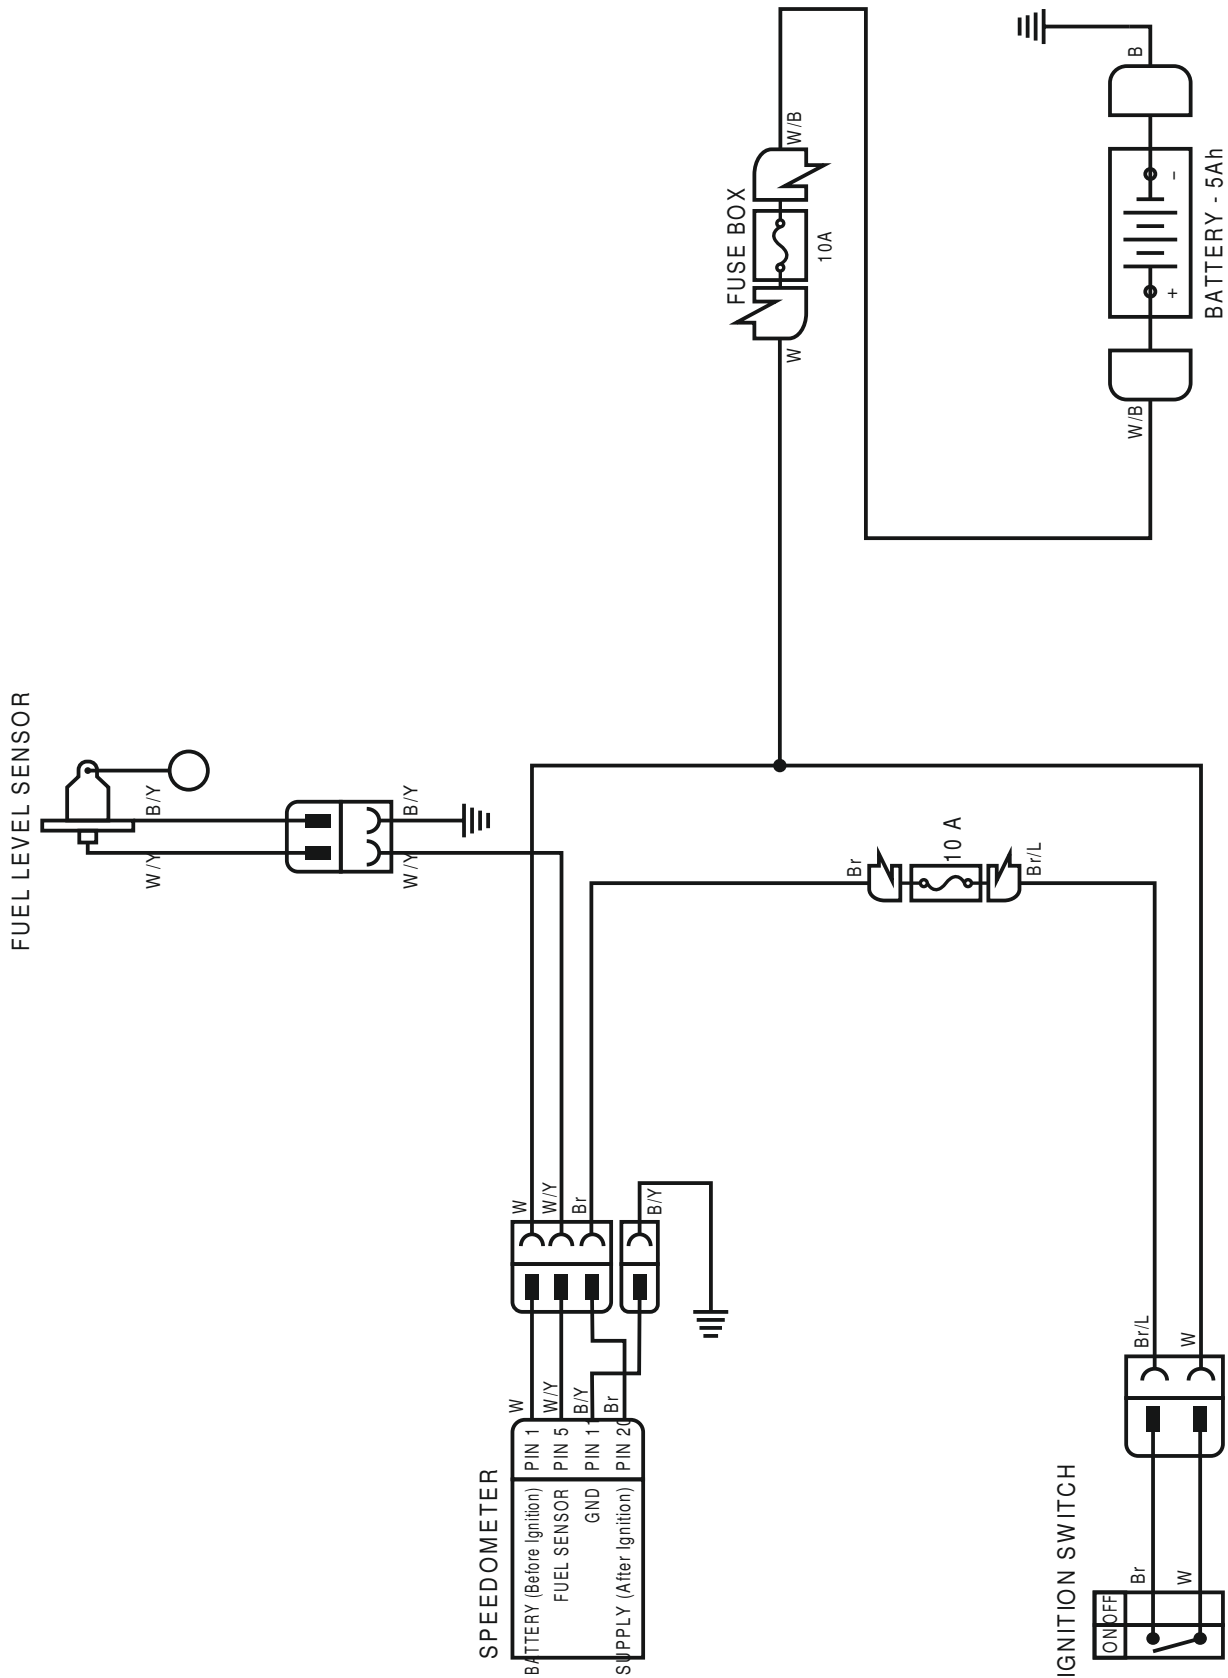 FUEL LEVEL SENSOR
W/Y
B/Y
W/Y
B/Y
FUSE BOX
W/B
10A
W
B
BATTERY - 5Ah
-
+
W/B
Br
10 A
Br/L
W
W/Y
Br
B/Y
W
W/Y
B/Y
Br
SPEEDOMETER
PIN 1
PIN 5
PIN 11
PIN 20
BATTERY (Before Ignition)
FUEL SENSOR
GND
SUPPLY (After Ignition)
Br/L
W
IGNITION SWITCH
Br
W
ON
OFF